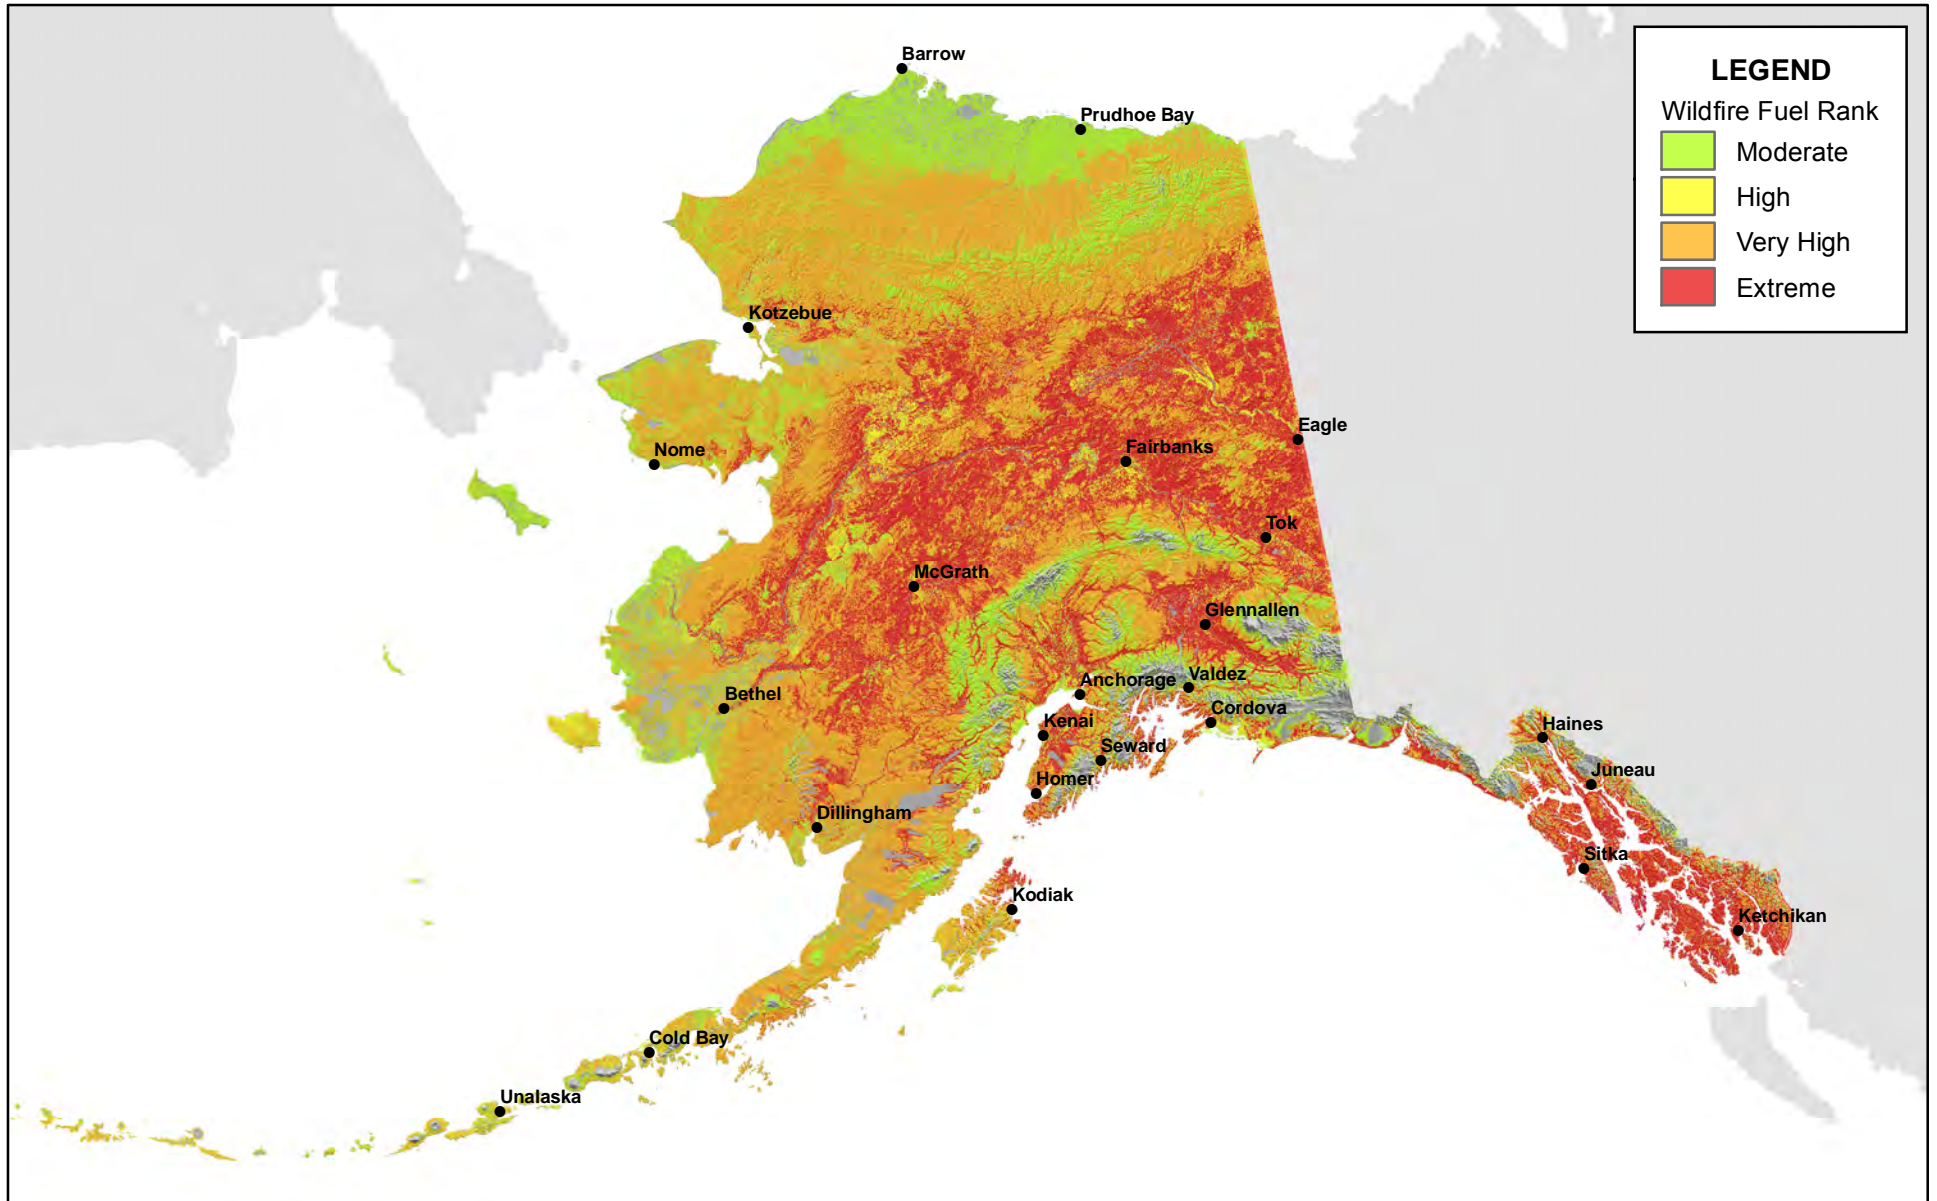 Barrow
Prudhoe Bay
LEGEND
Wildfire Fuel Rank
Moderate
High
Very High
Extreme
Kotzebue
Eagle
Nome
Fairbanks
Tok
McGrath
Glennallen
Bethel
Anchorage
Valdez
Kenai
Cordova
Seward
Haines
Homer
Juneau
Dillingham
Sitka
Kodiak
Ketchikan
Cold Bay
Unalaska